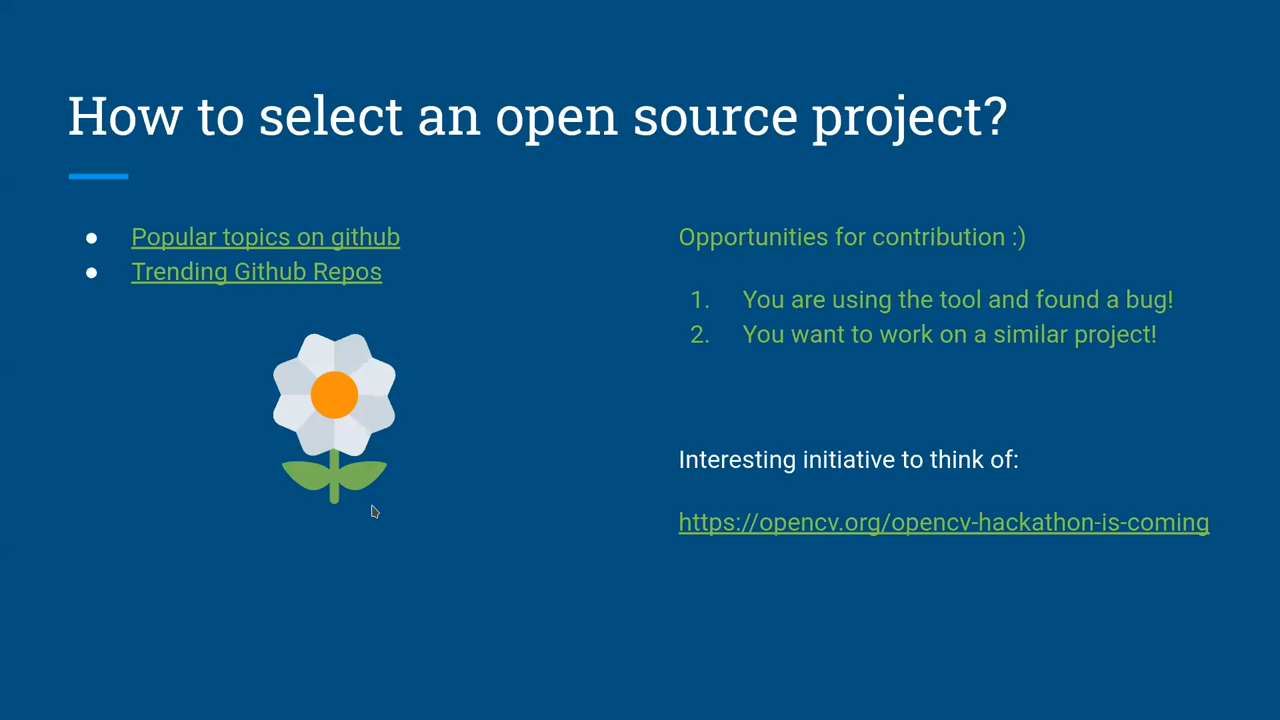 How to select an open source project?
● Popular topics on github
● Trending Github Repos
Opportunities for contribution :)
1. You are using the tool and found a bug!
2. You want to work on a similar project!
Interesting initiative to think of:
https://opencv.org/opencv-hackathon-is-coming